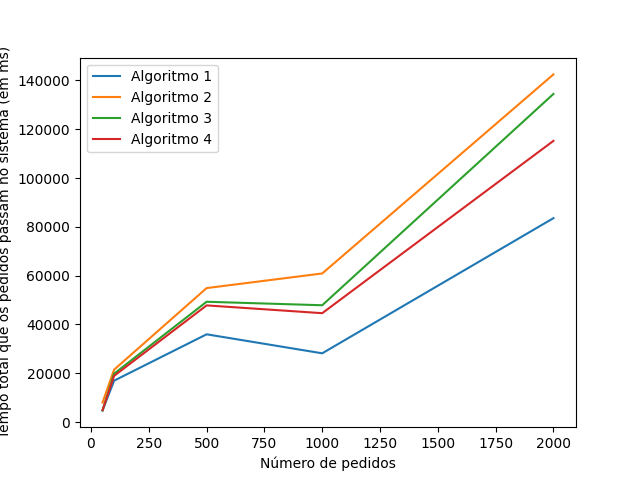 Algoritmo 1
Algoritmo 2
Algoritmo 3
Algoritmo 4
Tempo total que os pedidos passam no sistema (em ms)
140000
120000
100000
80000
60000
40000
20000
0
0 250 500 750 1000 1250 1500 1750 2000
Número de pedidos